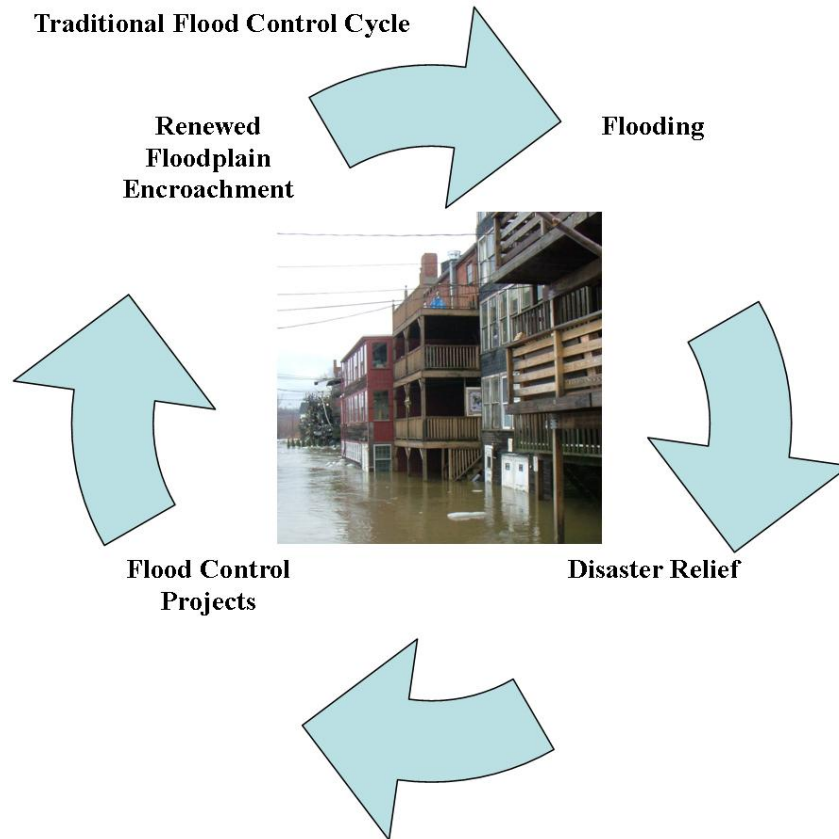 Traditional Flood Control Cycle
Renewed
Floodplain
Encroachment
Flooding
Disaster Relief
Flood Control
Projects